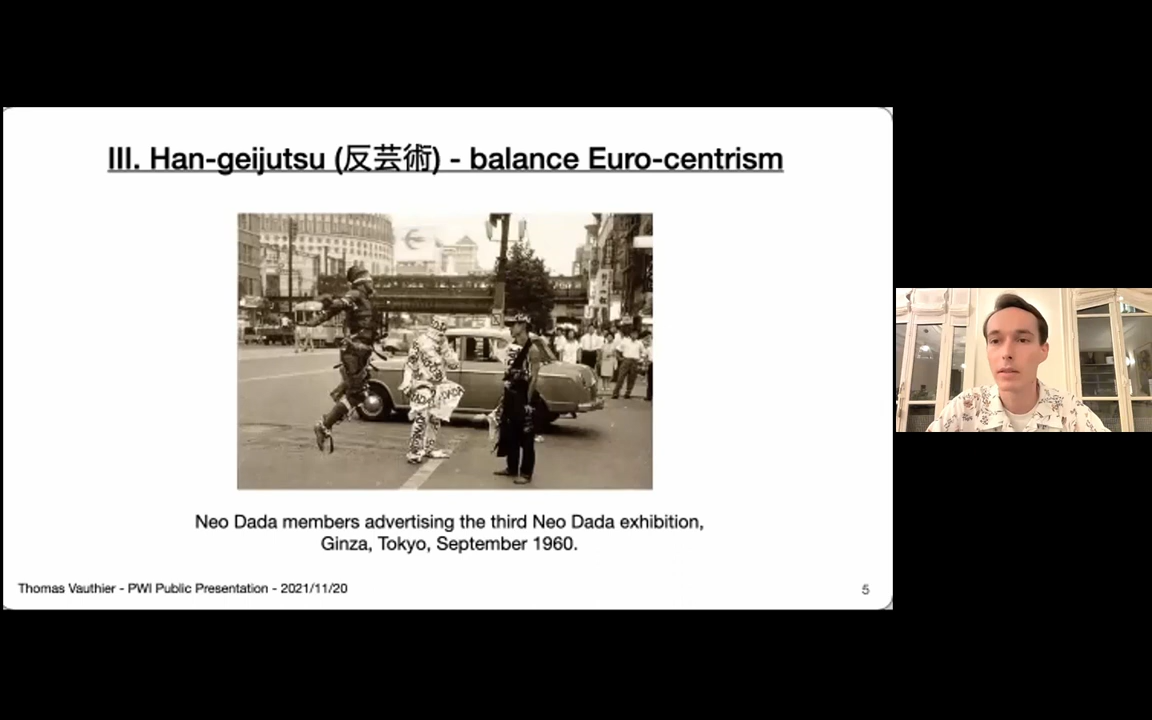 III. Han-geijutsu (反芸術) - balance Euro-centrism
DADA
Neo Dada members advertising the third Neo Dada exhibition,
Ginza, Tokyo, September 1960.
Thomas Vauthier - PWI Public Presentation - 2021/11/20
5